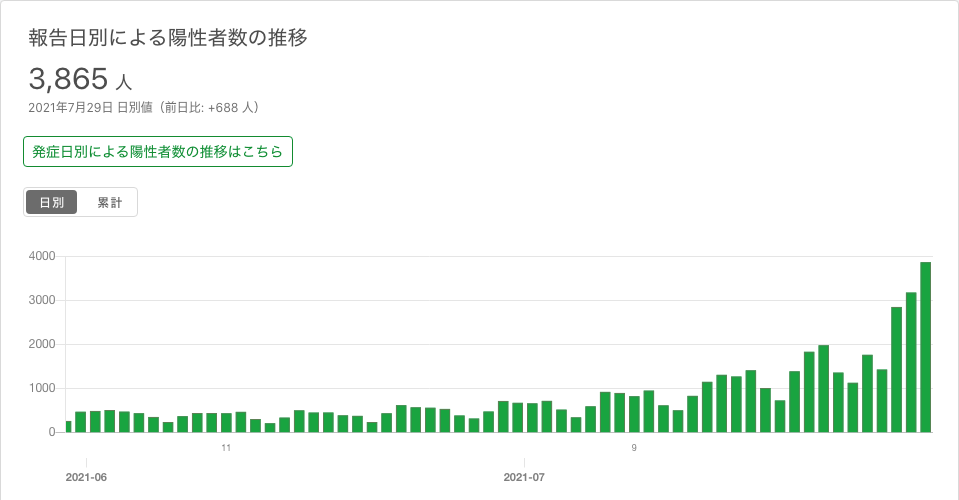 報告日別による陽性者数の推移
3,865 人
2021年7月29日 日別値（前日比: +688 人）
発症日別による陽性者数の推移はこちら
日別 累計
4000
3000
2000
1000
0
11 9
2021-06 2021-07